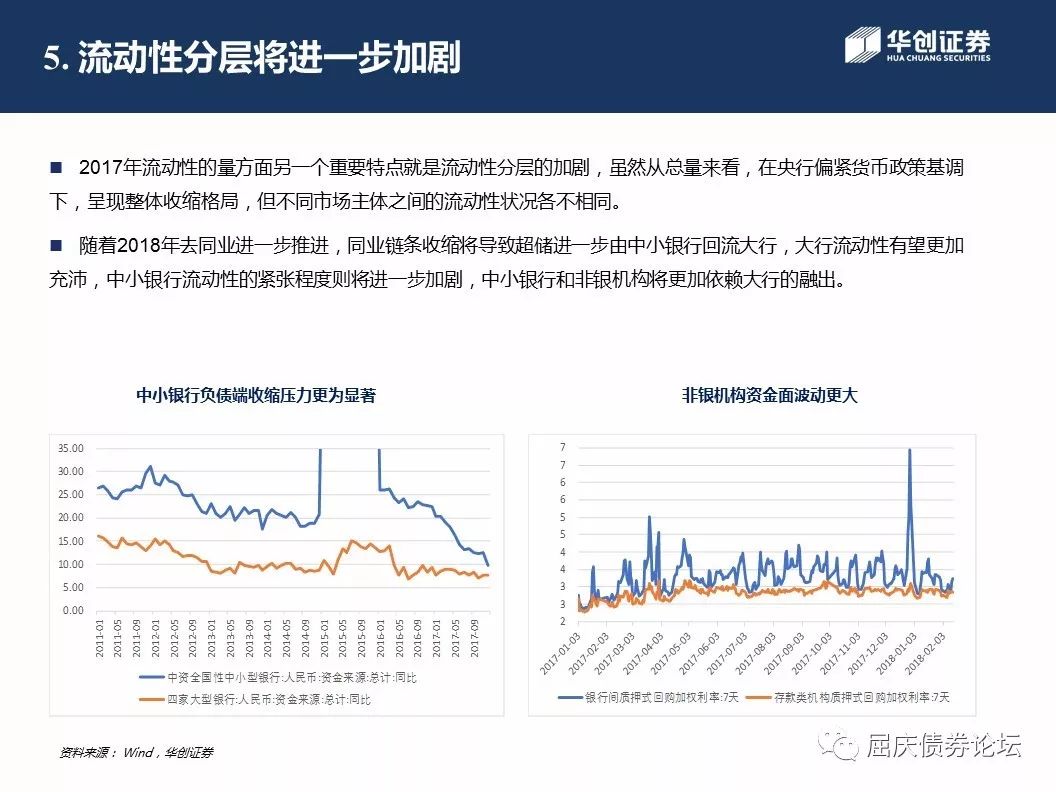 5. 流动性分层将进一步加剧
华创证券
HUA CHUANG SECURITIES
■ 2017年流动性的量方面另一个重要特点就是流动性分层的加剧，虽然从总量来看，在央行偏紧货币政策基调
下，呈现整体收缩格局，但不同市场主体之间的流动性状况各不相同。
■ 随着2018年去同业进一步推进，同业链条收缩将导致超储进一步由中小银行回流大行，大行流动性有望更加
充沛，中小银行流动性的紧张程度则将进一步加剧，中小银行和非银机构将更加依赖大行的融出。
中小银行负债端收缩压力更为显著
35.00
30.00
25.00
20.00
15.00
10.00
5.00
0.00
2011-01 2011-05 2011-09 2012-01 2012-05 2012-09 2013-01 2013-05 2013-09 2014-01 2014-05 2014-09 2015-01 2015-05 2015-09 2016-01 2016-05 2016-09 2017-01 2017-05 2017-09
中资全国性中小型银行:人民币:资金来源:总计:同比
四家大型银行:人民币:资金来源:总计:同比
非银机构资金面波动更大
7
7
6
6
5
5
4
4
3
3
2
2017-01-03 2017-02-03 2017-03-03 2017-04-03 2017-05-03 2017-06-03 2017-07-03 2017-08-03 2017-09-03 2017-10-03 2017-11-03 2017-12-03 2018-01-03 2018-02-03
银行间质押式回购加权利率:7天 存款类机构质押式回购加权利率:7天
资料来源：Wind，华创证券
屈庆债券论坛